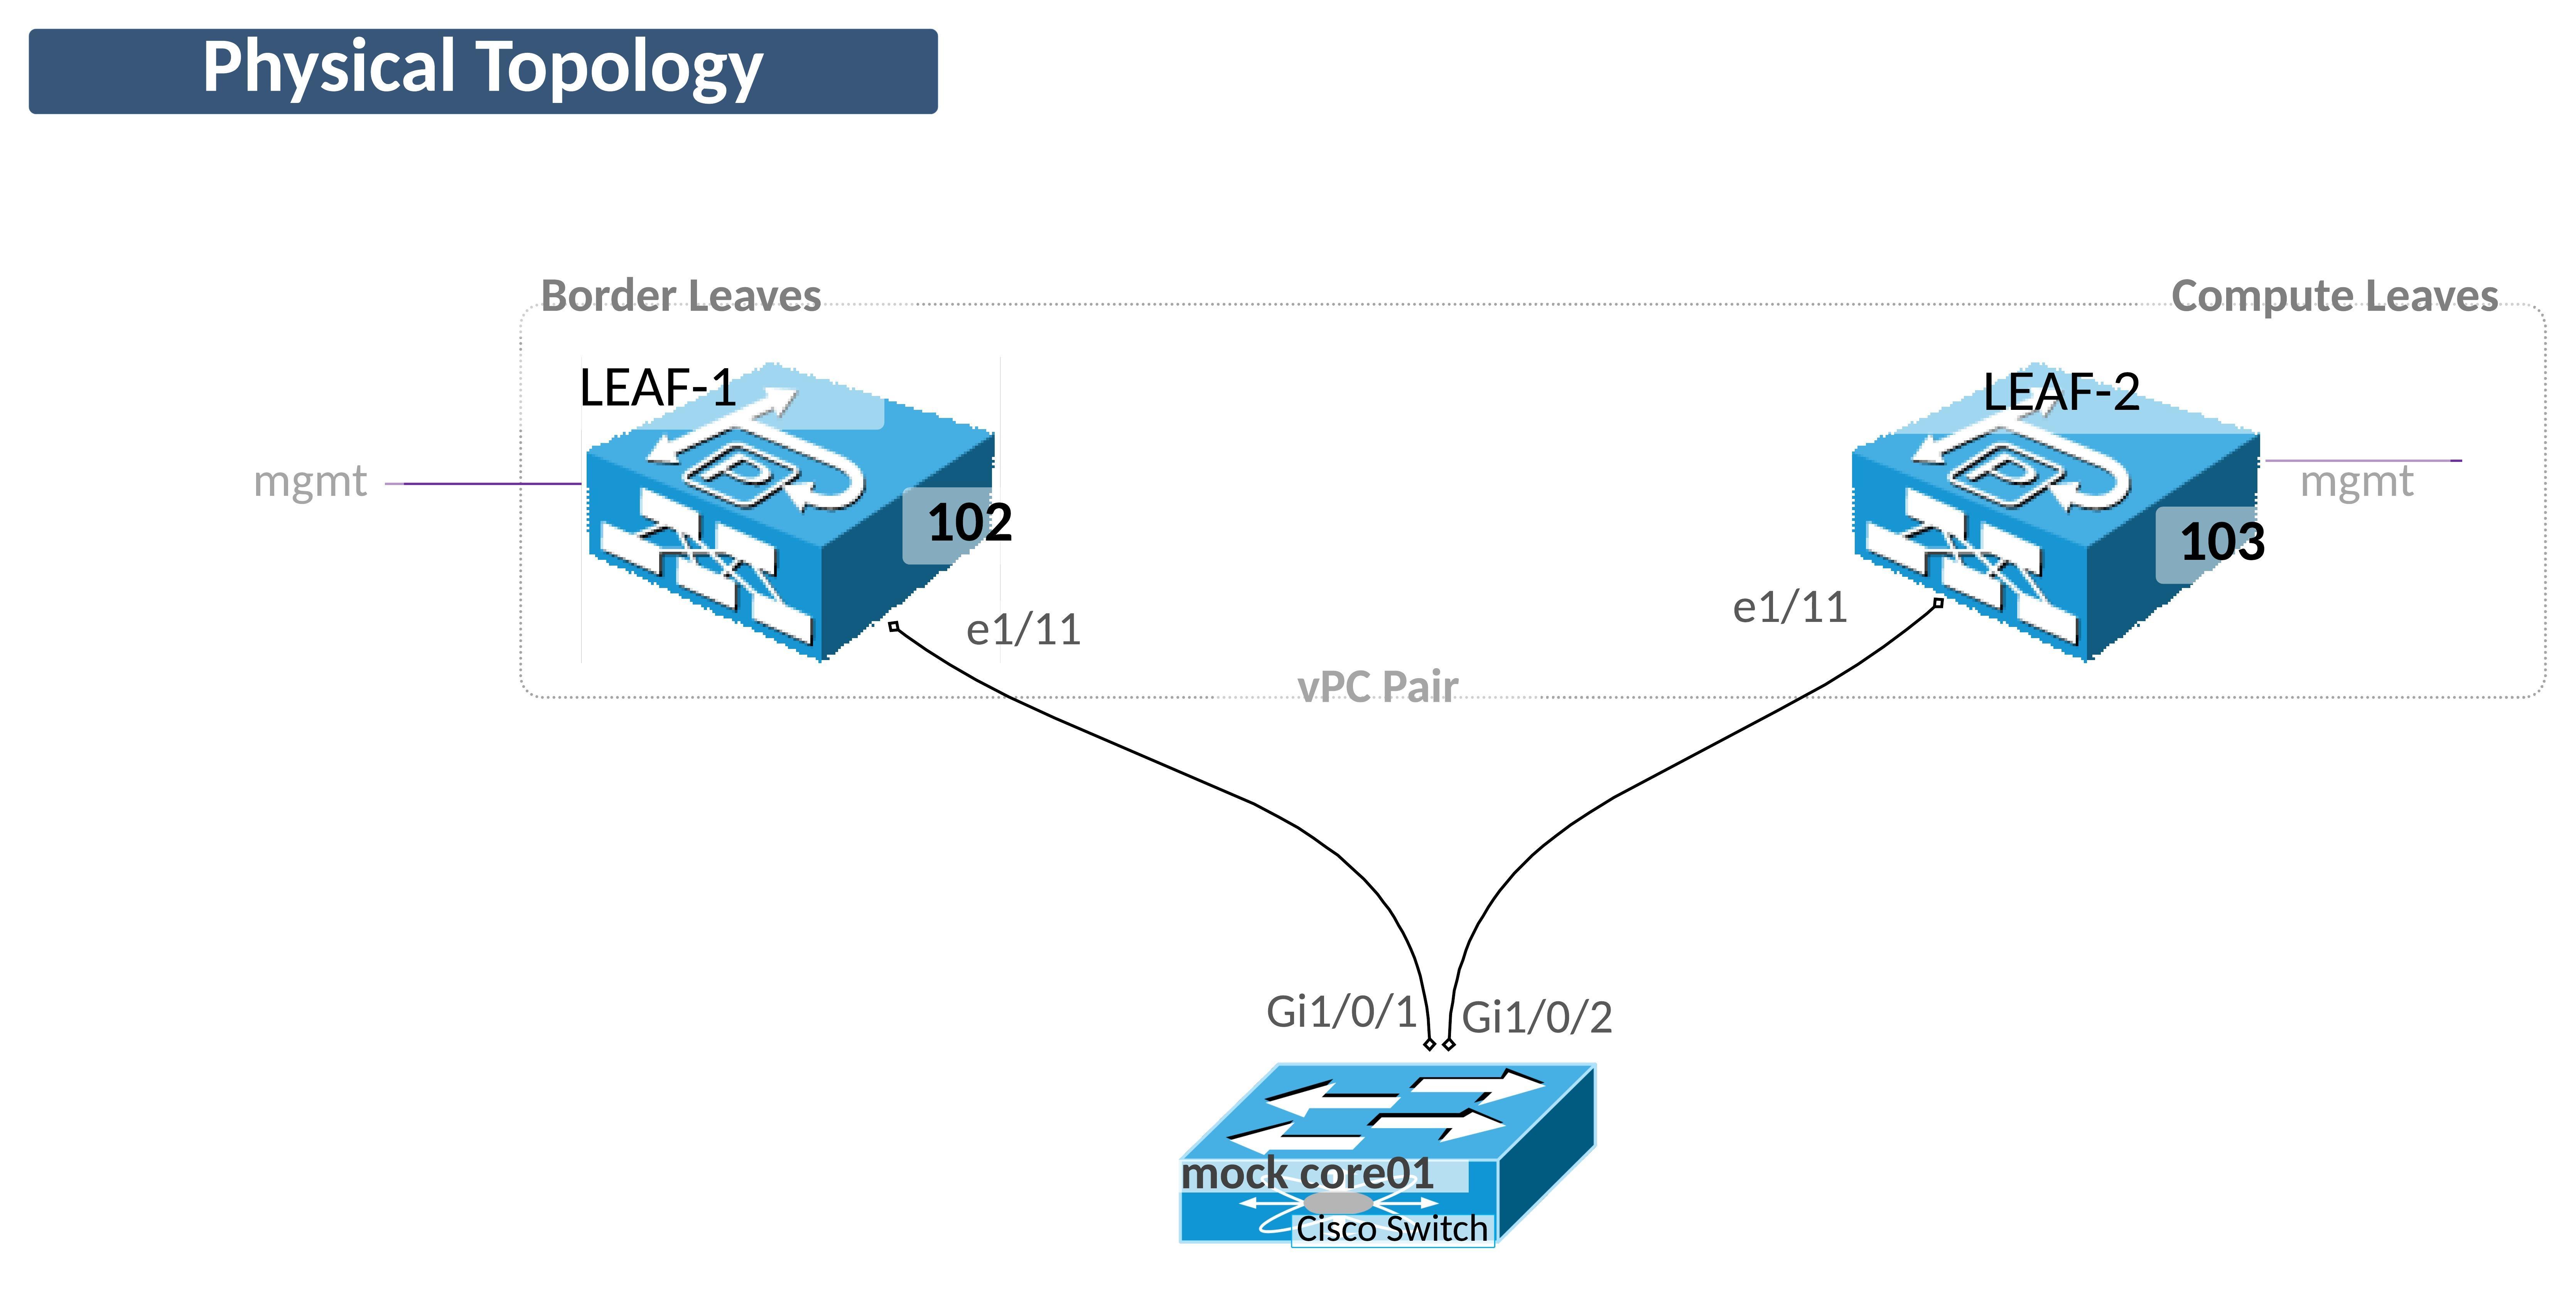 Physical Topology
Border Leaves
Compute Leaves
LEAF-1
LEAF-2
mgmt
mgmt
102
103
e1/11
e1/11
vPC Pair
Gi1/0/1
Gi1/0/2
mock core01
Cisco Switch